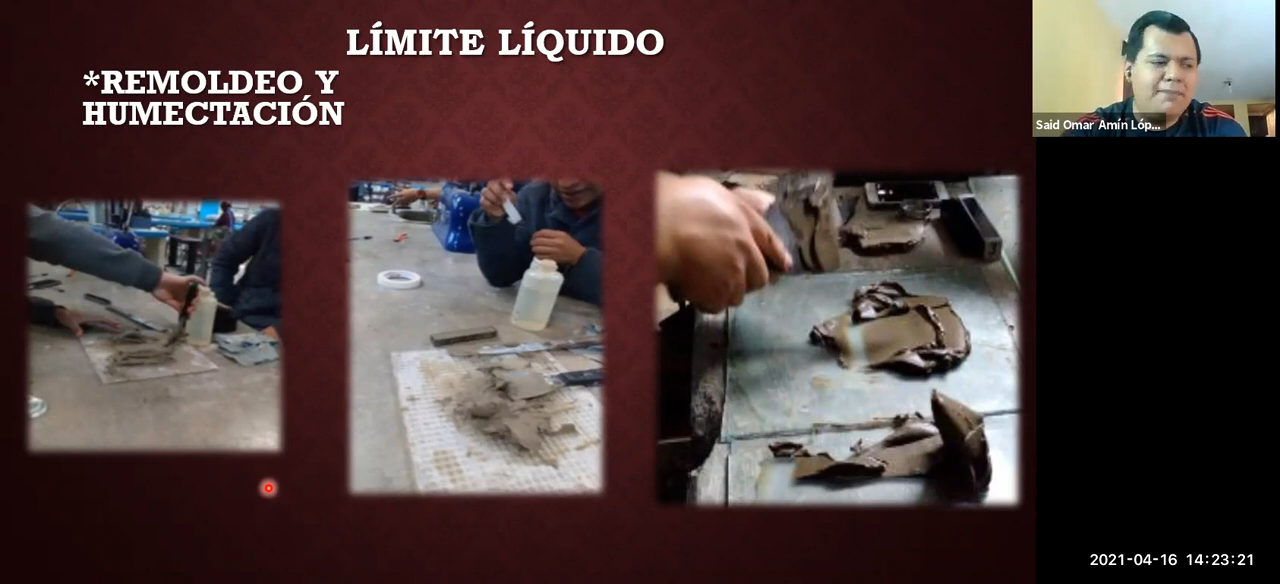 LÍMITE LÍQUIDO
*REMOLDEO Y
HUMECTACIÓN
Said Omar Amín Lóp...
2021-04-16 14:23:21